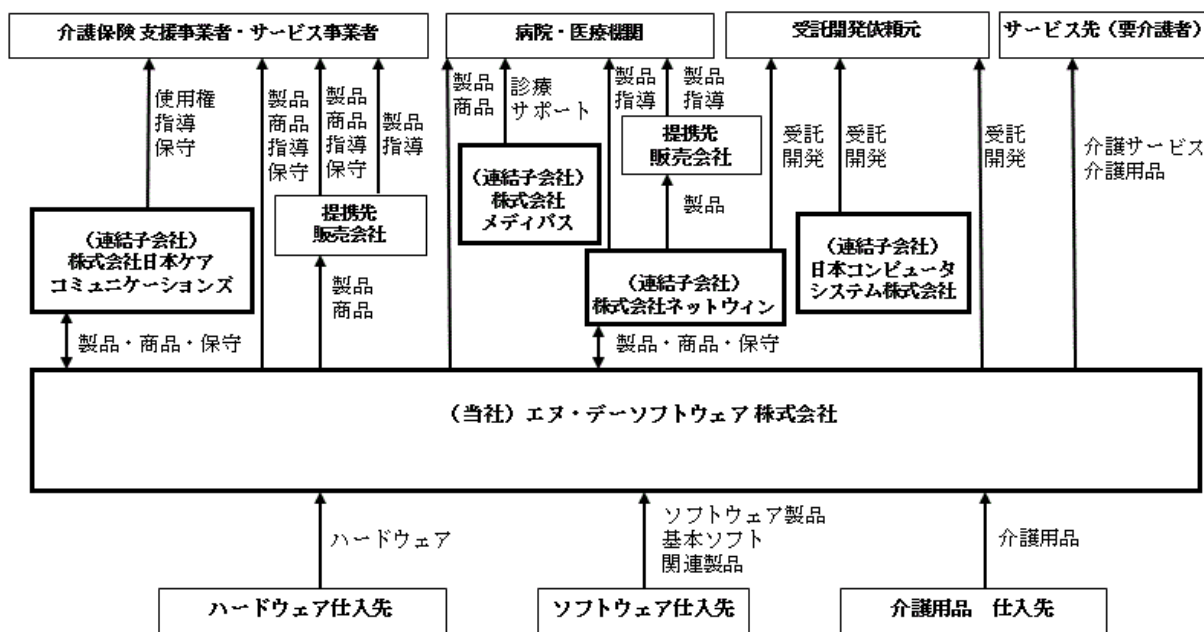 介護保険 支援事業者・サービス事業者
病院・医療機関
受託開発依頼元
サービス先（要介護者）
使用権
指導
保守
製品
商品
指導
保守
製品
商品
指導
保守
製品
指導
製品
商品
診療
サポート
製品
指導
製品
指導
受託
開発
受託
開発
受託
開発
介護サービス
介護用品
提携先
販売会社
（連結子会社）
株式会社
メディパス
製品
提携先
販売会社
（連結子会社）
株式会社日本ケア
コミュニケーションズ
（連結子会社）
株式会社ネットウィン
（連結子会社）
日本コンピュータ
システム株式会社
製品
商品
製品・商品・保守
製品・商品・保守
（当社）エヌ・デーソフトウェア 株式会社
ハードウェア
ソフトウェア製品
基本ソフト
関連製品
介護用品
ハードウェア仕入先
ソフトウェア仕入先
介護用品　仕入先